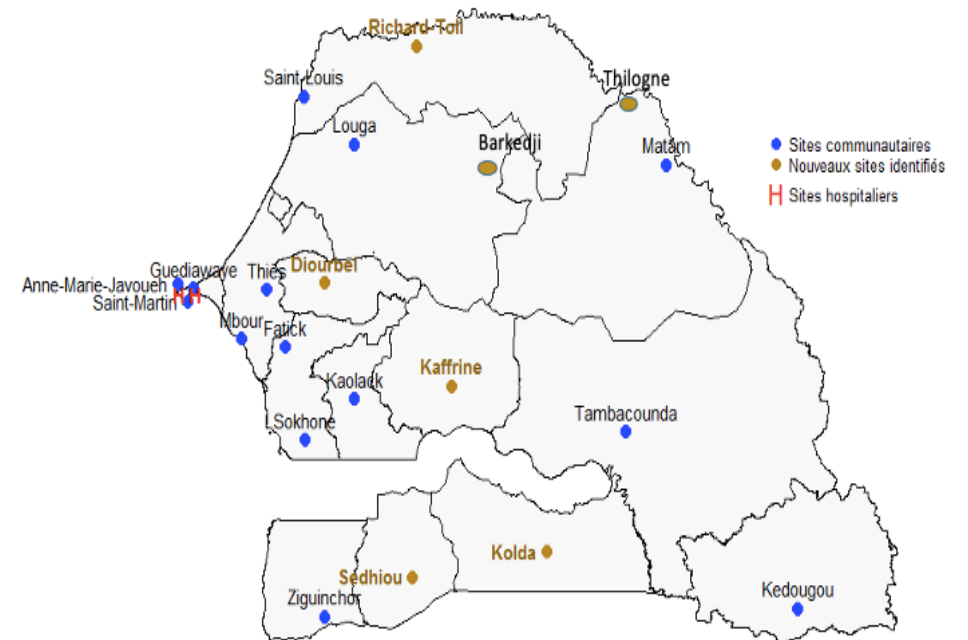 Richard-Toll
Saint-Louis
Thilogne
Louga
Barkedji
Matam
Sites communautaires
Nouveaux sites identifiés
H Sites hospitaliers
Guediawaye
Thiès
Diourbel
Anne-Marie-Javoueh
H H
Saint-Martin
Mbour
Fatick
Kaffrine
Kaolack
Sokhone
Tambacounda
Kolda
Sedhiou
Ziguinchor
Kedougou